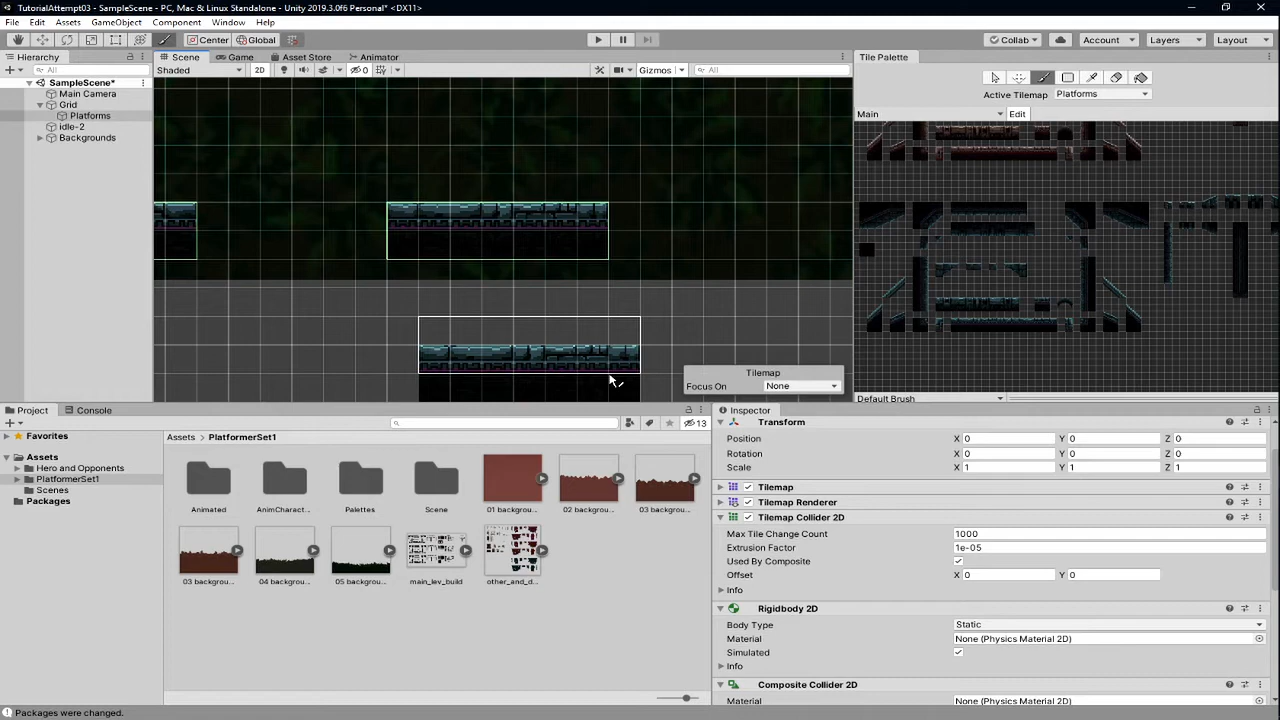 TutorialAttempt03 - SampleScene - PC, Mac & Linux Standalone - Unity 2019.3.0f6 Personal* <DX11>
File Edit Assets GameObject Component Window Help
Center Global Collab Account Layers Layout
Hierarchy
All
SampleScene*
Main Camera
Grid
Platforms
idle-2
Backgrounds
Scene Game Asset Store Animator
Shaded 2D 0 Gizmos All
Tilemap
Focus On None
Tile Palette
Active Tilemap Platforms
Main Edit
Default Brush
Project Console
13
Favorites
Assets
Hero and Opponents
PlatformerSet1
Scenes
Packages
Assets > PlatformerSet1
Animated AnimCharact... Palettes Scene 01 backgrou... 02 backgrou... 03 backgrou...
03 backgrou... 04 backgrou... 05 backgrou... main_lev_build other_and_d...
Inspector
Transform
Position X 0 Y 0 Z 0
Rotation X 0 Y 0 Z 0
Scale X 1 Y 1 Z 1
Tilemap
Tilemap Renderer
Tilemap Collider 2D
Max Tile Change Count 1000
Extrusion Factor 1e-05
Used By Composite
Offset X 0 Y 0
Info
Rigidbody 2D
Body Type Static
Material None (Physics Material 2D)
Simulated
Info
Composite Collider 2D
Material None (Physics Material 2D)
Packages were changed.